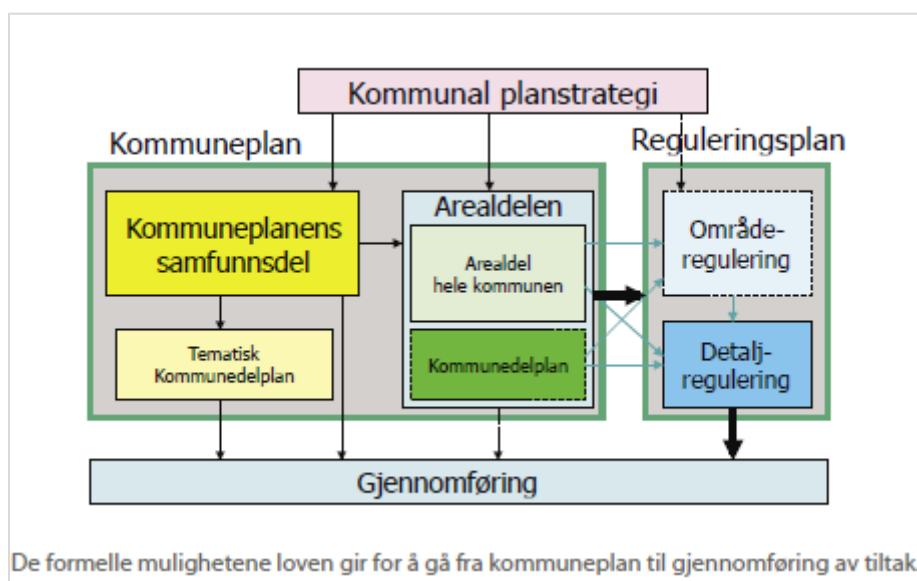 Kommunal planstrategi
Kommuneplan
Reguleringsplan
Kommuneplanens
samfunnsdel
Arealdelen
Arealdel
hele kommunen
Område-
regulering
Tematisk
Kommunedelplan
Kommunedelplan
Detalj-
regulering
Gjennomføring
De formelle mulighetene loven gir for å gå fra kommuneplan til gjennomføring av tiltak